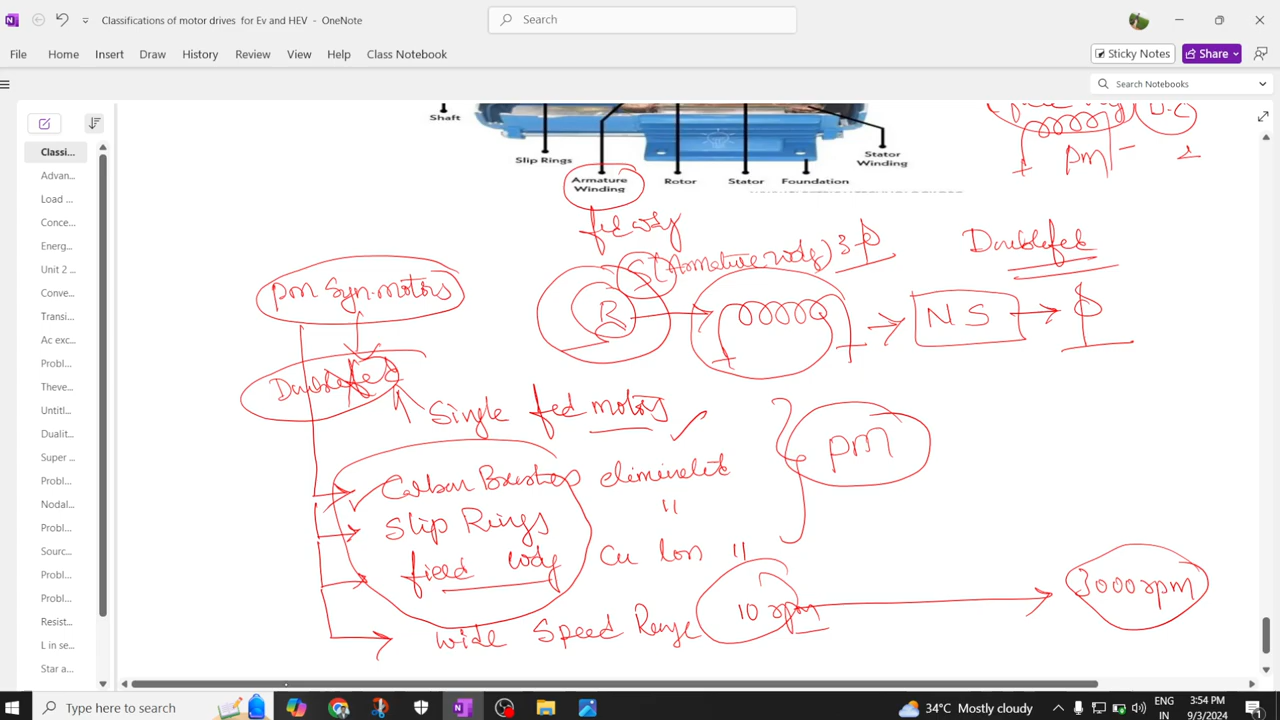 Classifications of motor drives for Ev and HEV - OneNote
Search
File Home Insert Draw History Review View Help Class Notebook
Sticky Notes
Share
Search Notebooks
Classi...
Advan...
Load ...
Conce...
Energ...
Unit 2 ...
Conve...
Transi...
Ac exc...
Probl...
Theve...
Untitl...
Dualit...
Super ...
Probl...
Nodal...
Probl...
Sourc...
Probl...
Probl...
Resist...
L in se...
Star a...
Shaft
Slip Rings
Armature
Winding
Rotor
Stator
Foundation
Stator
Winding
D.C
pm
fed wdg
S (Armature wdg) 3 ϕ
Doublefed
pm Syn-motors
R
N S
ϕ
Doublefed
Single fed motors
pm
Carbon Brushes eliminate
Slip Rings "
field wdg Cu loss "
wide Speed Range 10 rpm
3000 rpm
Type here to search
34°C Mostly cloudy
ENG
IN
3:54 PM
9/3/2024